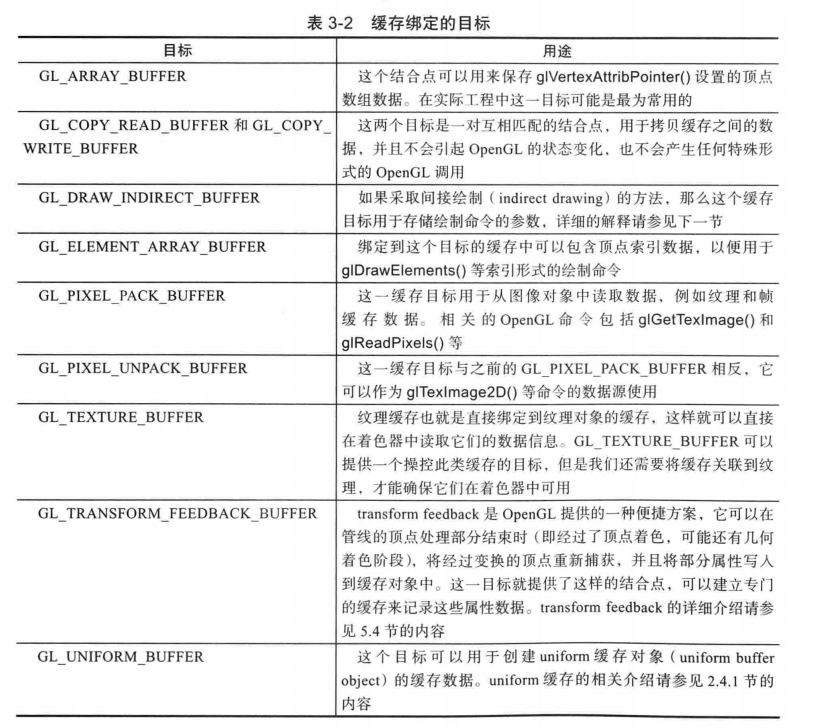 表 3-2 缓存绑定的目标
目标 用途
GL_ARRAY_BUFFER 这个结合点可以用来保存 glVertexAttribPointer() 设置的顶点
数组数据。在实际工程中这一目标可能是最为常用的
GL_COPY_READ_BUFFER 和 GL_COPY_ 这两个目标是一对互相匹配的结合点，用于拷贝缓存之间的数
WRITE_BUFFER 据，并且不会引起 OpenGL 的状态变化，也不会产生任何特殊形
式的 OpenGL 调用
GL_DRAW_INDIRECT_BUFFER 如果采取间接绘制（indirect drawing）的方法，那么这个缓存
目标用于存储绘制命令的参数，详细的解释请参见下一节
GL_ELEMENT_ARRAY_BUFFER 绑定到这个目标的缓存中可以包含顶点索引数据，以便用于
glDrawElements() 等索引形式的绘制命令
GL_PIXEL_PACK_BUFFER 这一缓存目标用于从图像对象中读取数据，例如纹理和帧
缓存数据。相关的 OpenGL 命令包括 glGetTexImage() 和
glReadPixels() 等
GL_PIXEL_UNPACK_BUFFER 这一缓存目标与之前的 GL_PIXEL_PACK_BUFFER 相反，它
可以作为 glTexImage2D() 等命令的数据源使用
GL_TEXTURE_BUFFER 纹理缓存也就是直接绑定到纹理对象的缓存，这样就可以直接
在着色器中读取它们的数据信息。GL_TEXTURE_BUFFER 可以
提供一个操控此类缓存的目标，但是我们还需要将缓存关联到纹
理，才能确保它们在着色器中可用
GL_TRANSFORM_FEEDBACK_BUFFER transform feedback 是 OpenGL 提供的一种便捷方案，它可以在
管线的顶点处理部分结束时（即经过了顶点着色，可能还有几何
着色阶段），将经过变换的顶点重新捕获，并且将部分属性写入
到缓存对象中。这一目标就提供了这样的结合点，可以建立专门
的缓存来记录这些属性数据。transform feedback 的详细介绍请参
见 5.4 节的内容
GL_UNIFORM_BUFFER 这个目标可以用于创建 uniform 缓存对象（uniform buffer
object）的缓存数据。uniform 缓存的相关介绍请参见 2.4.1 节的
内容